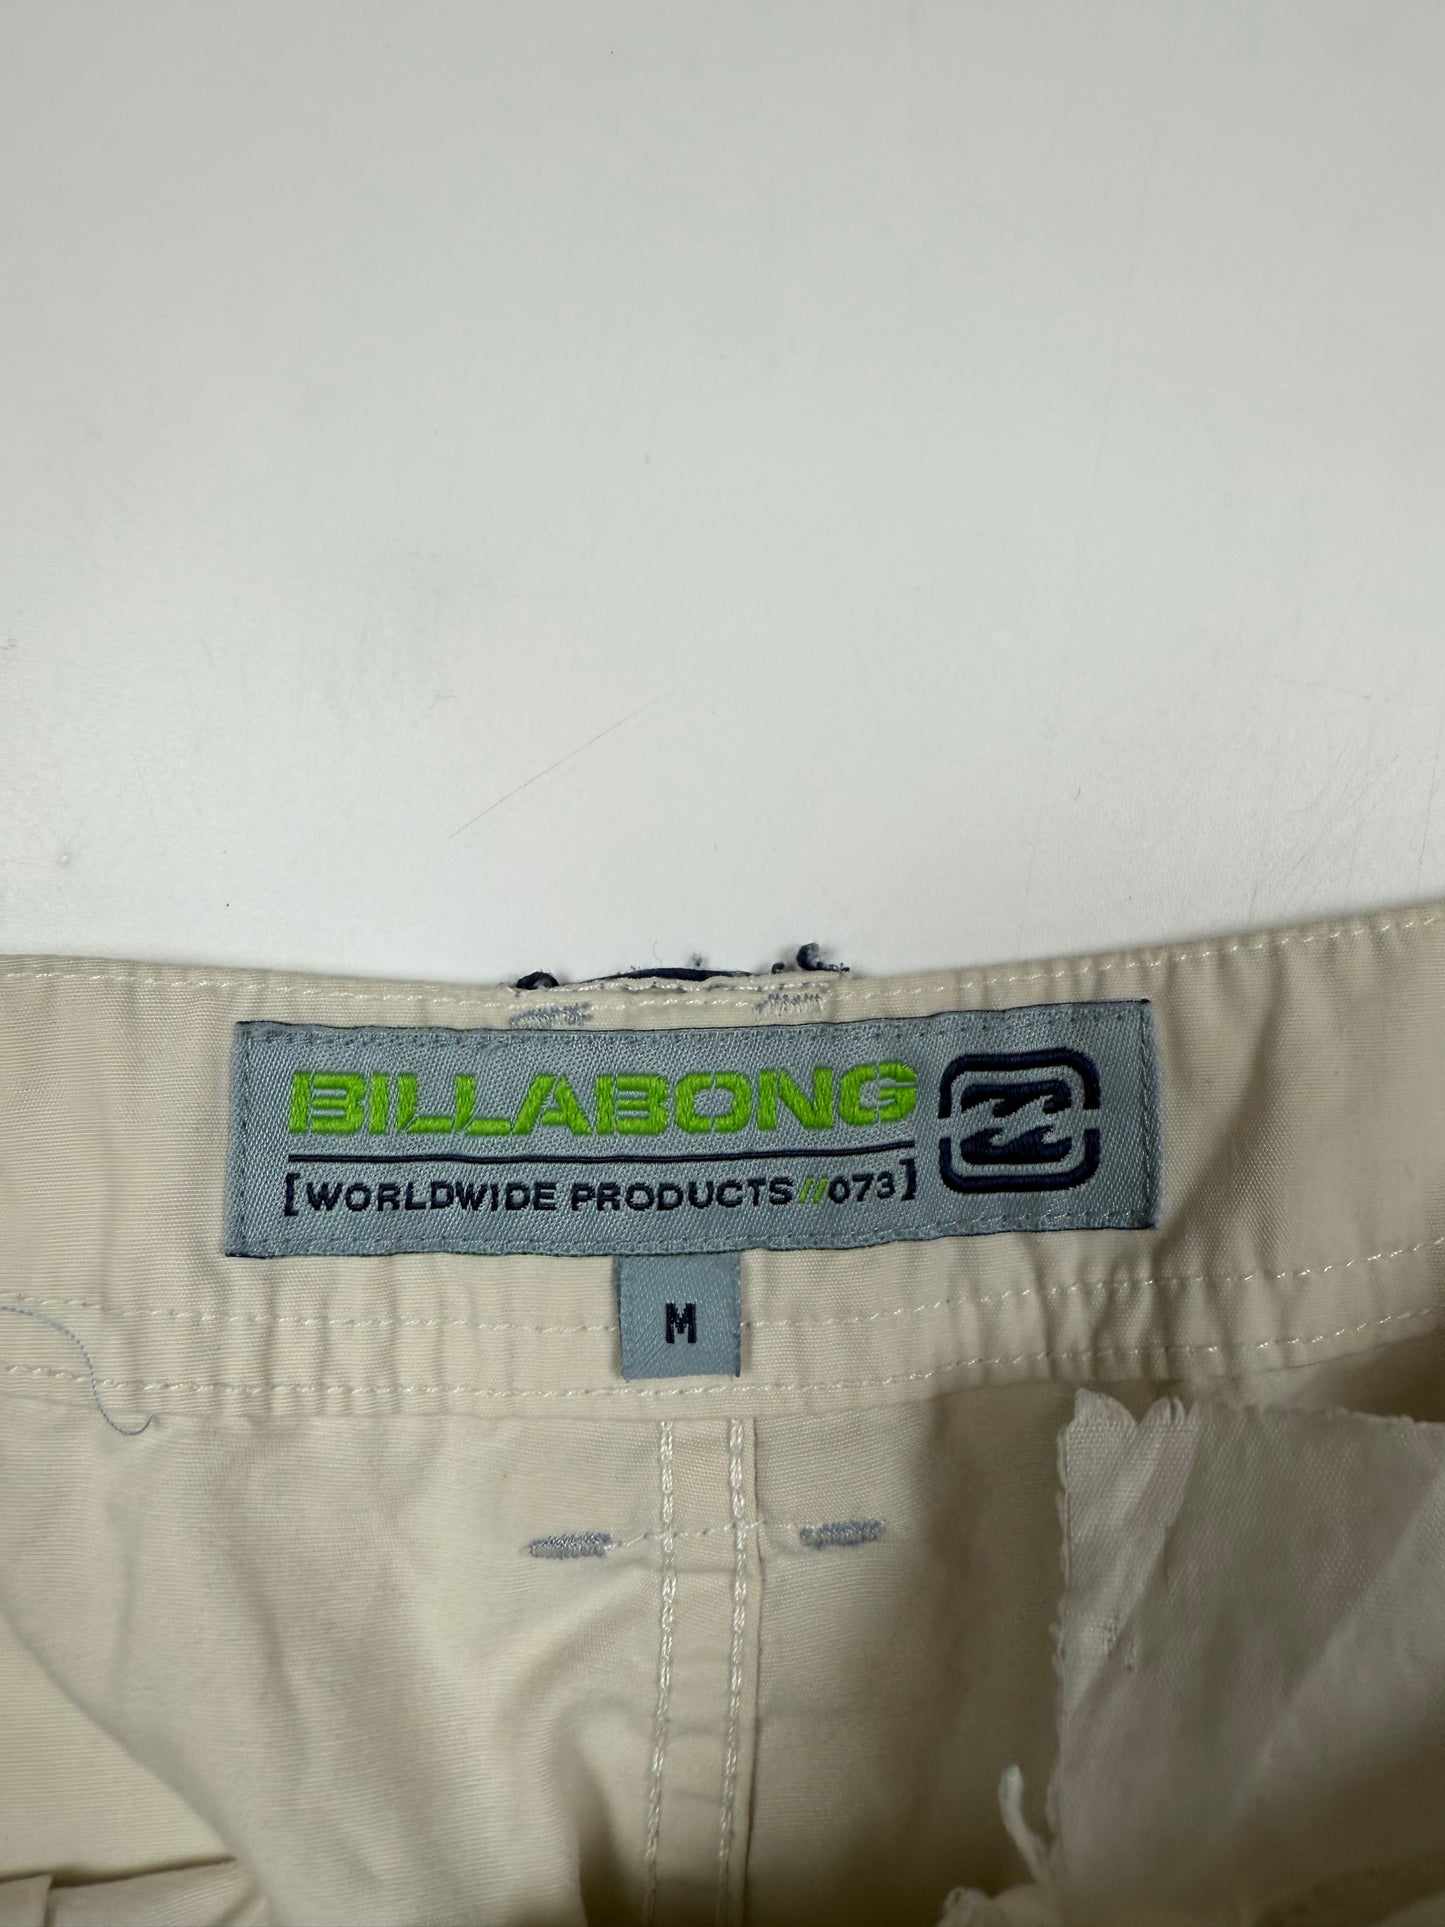 BILLABONG
[WORLDWIDE PRODUCTS//073]
M